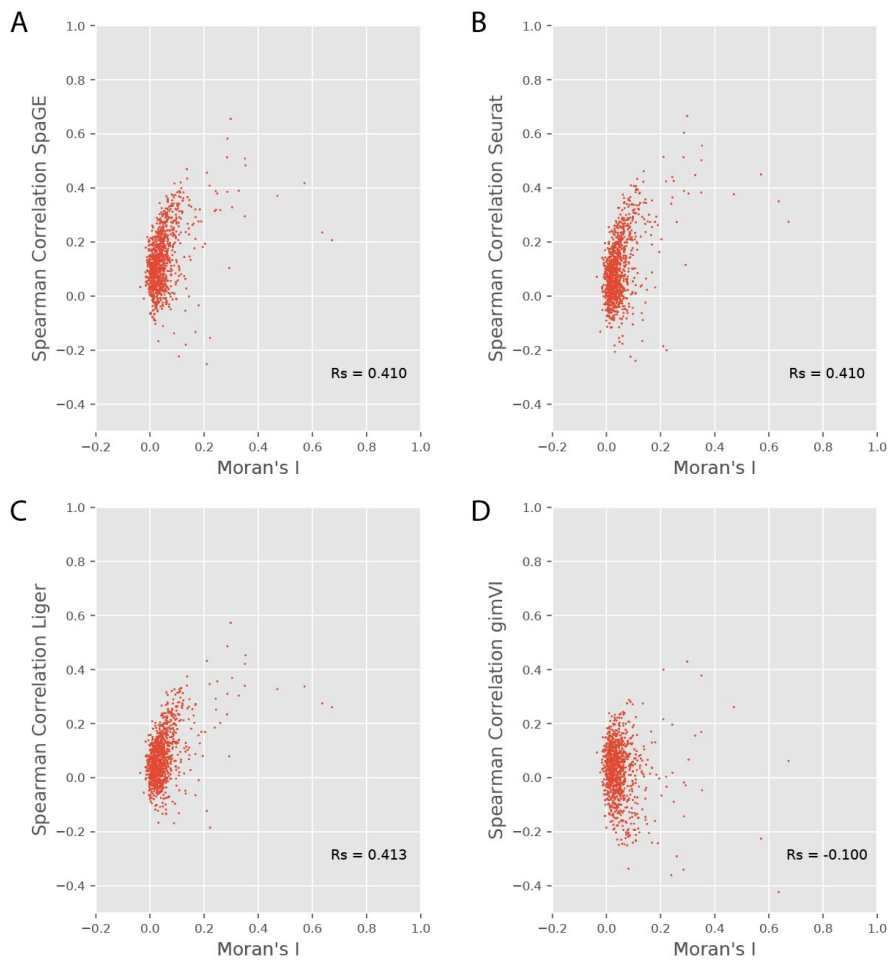 A
Spearman Correlation SpaGE
1.0
0.8
0.6
0.4
0.2
0.0
−0.2
−0.4
Rs = 0.410
−0.2 0.0 0.2 0.4 0.6 0.8 1.0
Moran's I
B
Spearman Correlation Seurat
1.0
0.8
0.6
0.4
0.2
0.0
−0.2
−0.4
Rs = 0.410
−0.2 0.0 0.2 0.4 0.6 0.8 1.0
Moran's I
C
Spearman Correlation Liger
1.0
0.8
0.6
0.4
0.2
0.0
−0.2
−0.4
Rs = 0.413
−0.2 0.0 0.2 0.4 0.6 0.8 1.0
Moran's I
D
Spearman Correlation gimVI
1.0
0.8
0.6
0.4
0.2
0.0
−0.2
−0.4
Rs = -0.100
−0.2 0.0 0.2 0.4 0.6 0.8 1.0
Moran's I